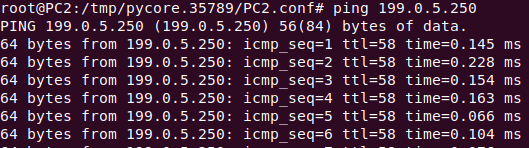 root@PC2:/tmp/pycore.35789/PC2.conf# ping 199.0.5.250
PING 199.0.5.250 (199.0.5.250) 56(84) bytes of data.
64 bytes from 199.0.5.250: icmp_seq=1 ttl=58 time=0.145 ms
64 bytes from 199.0.5.250: icmp_seq=2 ttl=58 time=0.228 ms
64 bytes from 199.0.5.250: icmp_seq=3 ttl=58 time=0.154 ms
64 bytes from 199.0.5.250: icmp_seq=4 ttl=58 time=0.163 ms
64 bytes from 199.0.5.250: icmp_seq=5 ttl=58 time=0.066 ms
64 bytes from 199.0.5.250: icmp_seq=6 ttl=58 time=0.104 ms